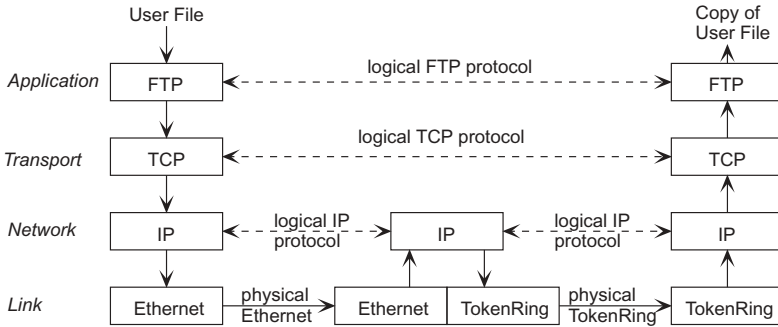 User File
Copy of
User File
Application
FTP
logical FTP protocol
FTP
Transport
TCP
logical TCP protocol
TCP
Network
IP
logical IP
protocol
IP
logical IP
protocol
IP
Link
Ethernet
physical
Ethernet
Ethernet
TokenRing
physical
TokenRing
TokenRing